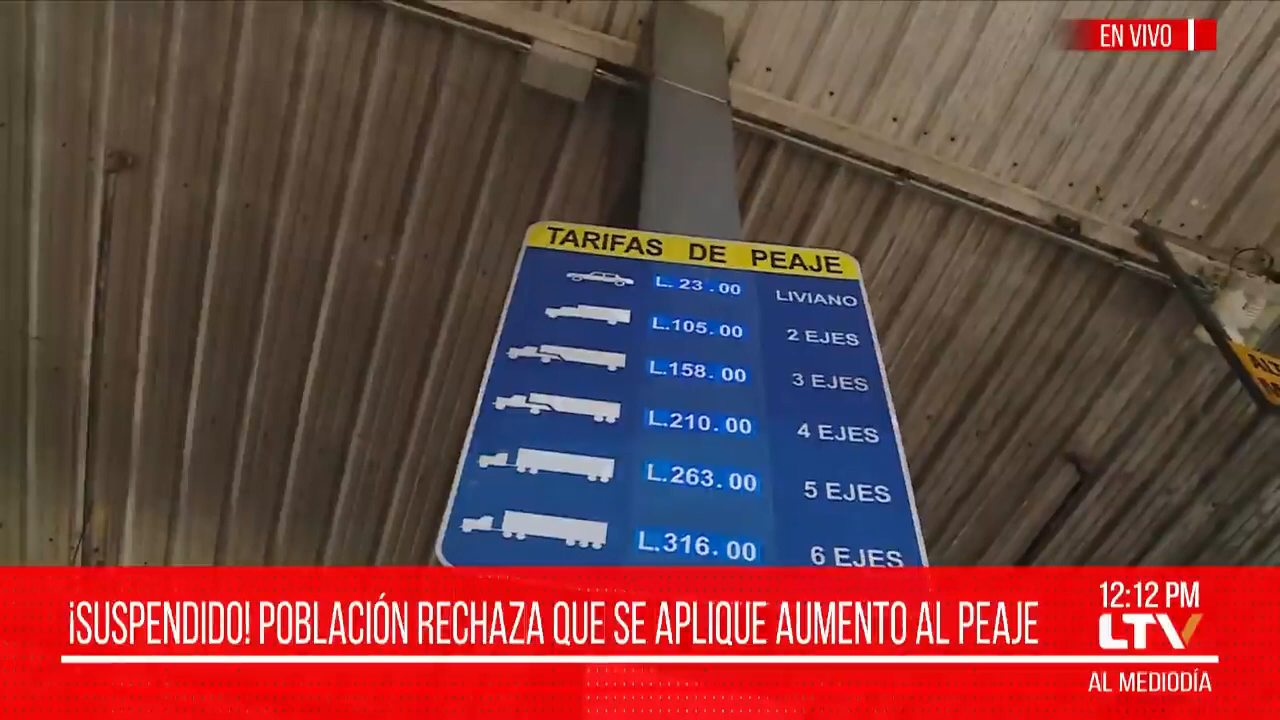 EN VIVO
TARIFAS DE PEAJE
L. 23.00 LIVIANO
L.105.00 2 EJES
L.158.00 3 EJES
L.210.00 4 EJES
L.263.00 5 EJES
L.316.00 6 EJES
¡SUSPENDIDO! POBLACIÓN RECHAZA QUE SE APLIQUE AUMENTO AL PEAJE
12:12 PM
LTV
AL MEDIODÍA